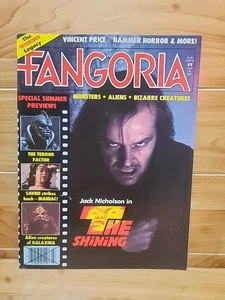 The
HITCHCOCK
Legacy
VINCENT PRICE • HAMMER HORROR & MORE!
FANGORIA
SPECIAL SUMMER
PREVIEWS
MONSTERS • ALIENS • BIZARRE CREATURES
THE TERROR
FACTOR
SAVINI strikes
back—MANIAC!
Alien creatures
of GALAXINA
Jack Nicholson in
THE
SHiNiNG